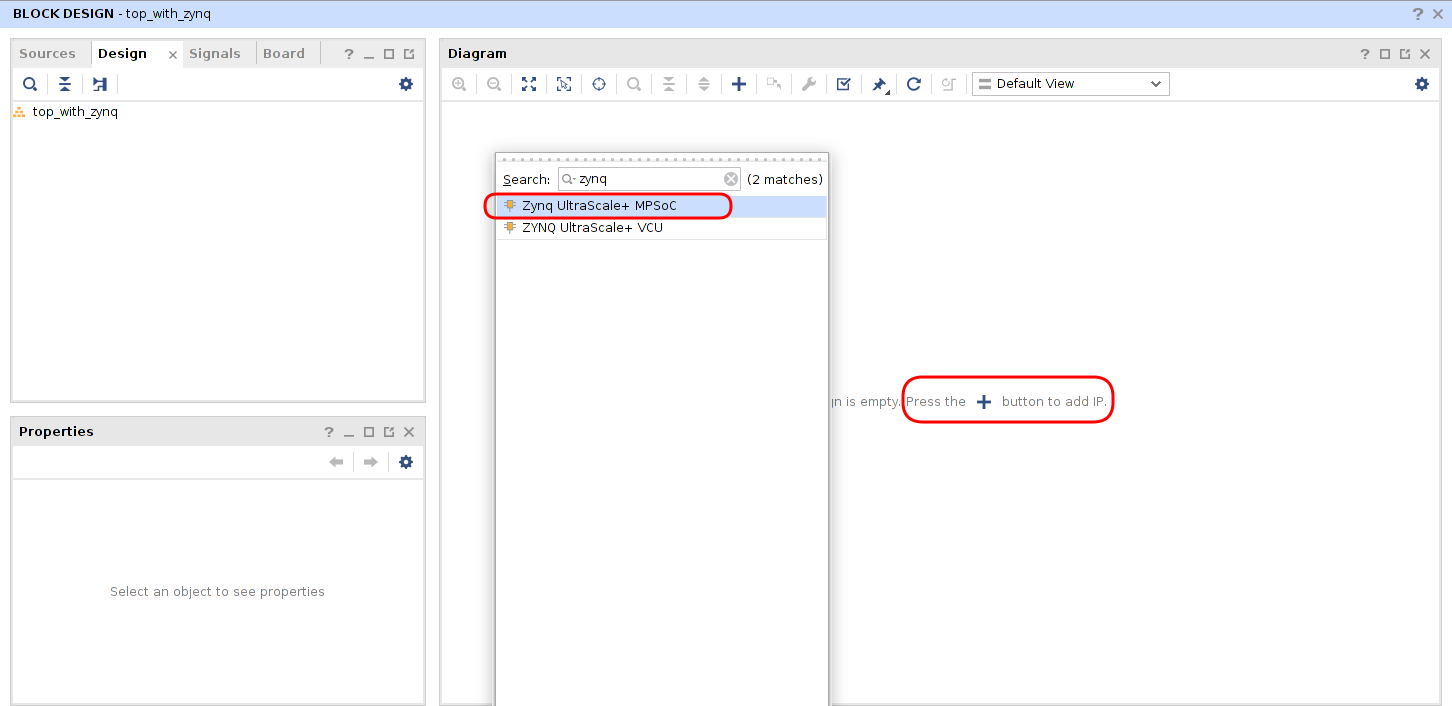 BLOCK DESIGN - top_with_zynq
Sources Design Signals Board
top_with_zynq
Properties
Select an object to see properties
Diagram
Default View
Search: zynq (2 matches)
Zynq UltraScale+ MPSoC
ZYNQ UltraScale+ VCU
is empty. Press the + button to add IP.